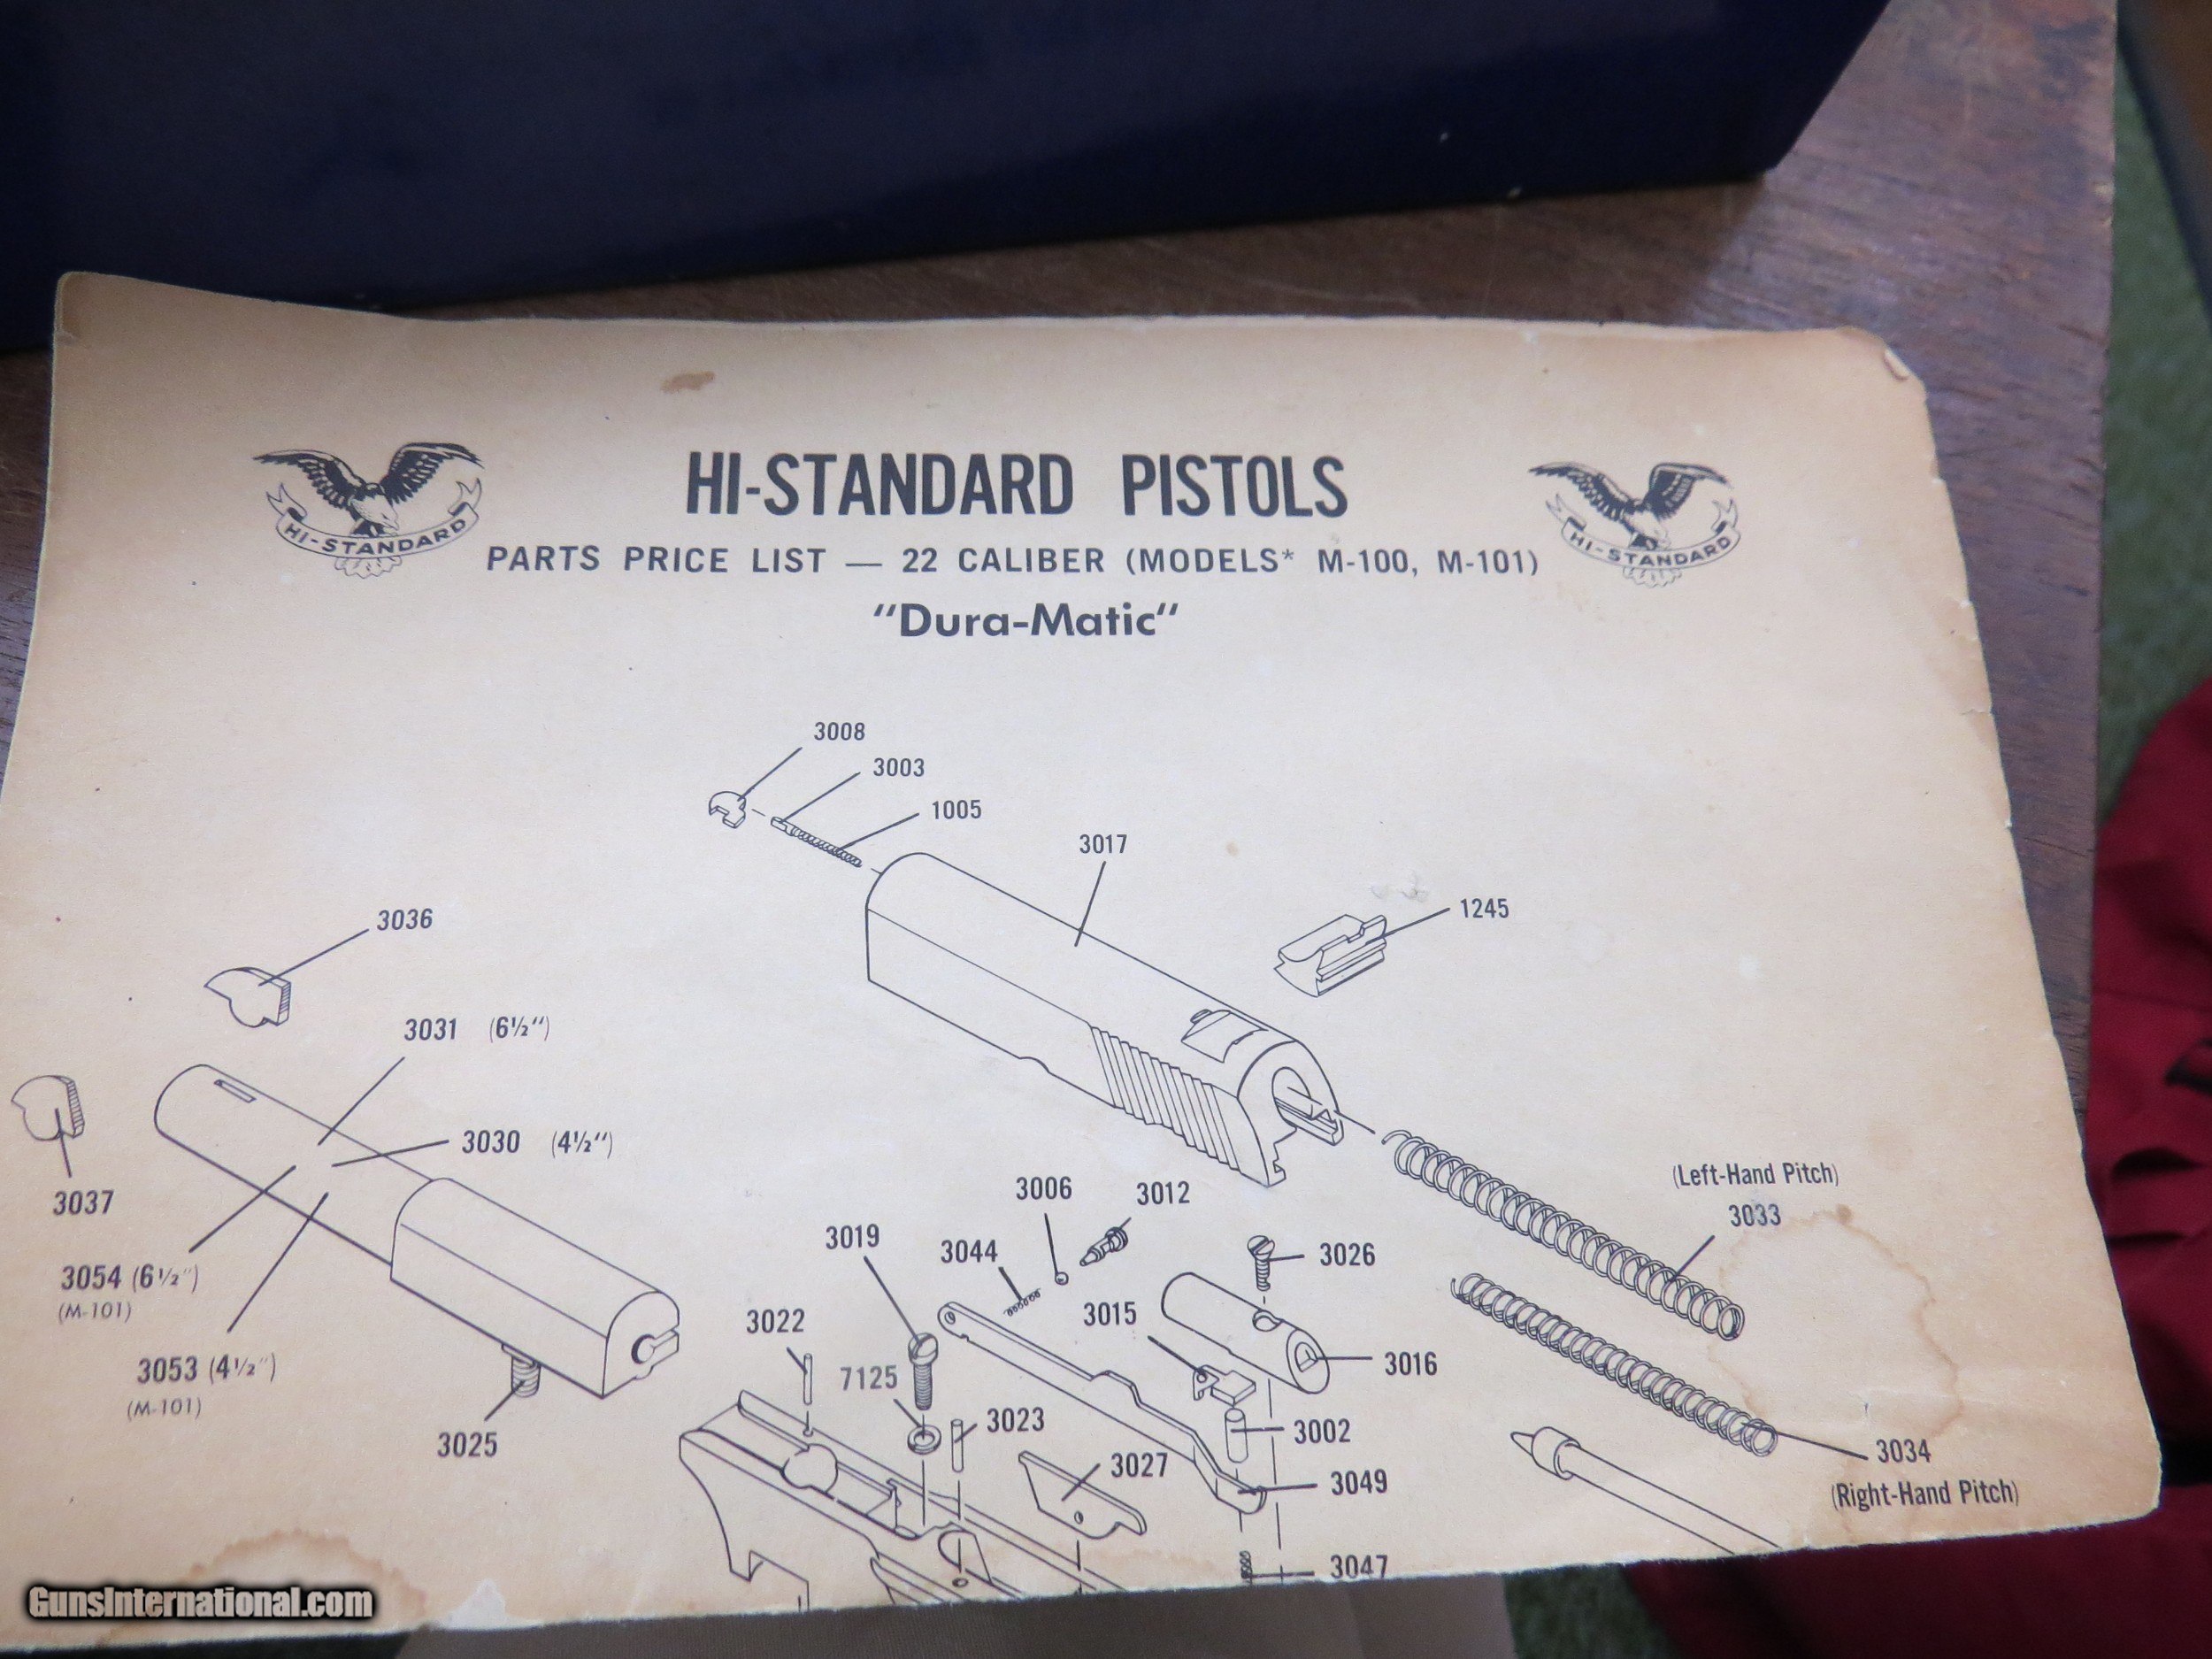 HI-STANDARD
HI-STANDARD PISTOLS
HI-STANDARD
PARTS PRICE LIST — 22 CALIBER (MODELS* M-100, M-101)
"Dura-Matic"
3008
3003
1005
3017
1245
3036
3031 (6½")
3030 (4½")
3037
3054 (6½")
(M-101)
3053 (4½")
(M-101)
3025
(Left-Hand Pitch)
3033
3006
3012
3019
3044
3026
3015
3022
7125
3016
3023
3002
3027
3049
3034
(Right-Hand Pitch)
3047
GunsInternational.com